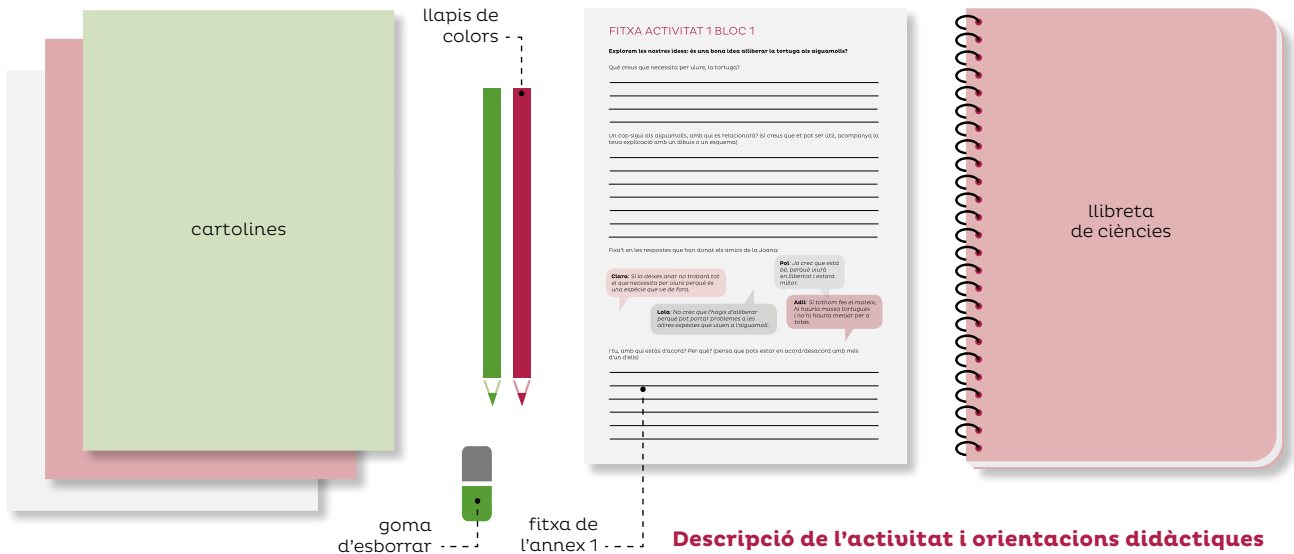 cartolines
llapis de
colors
goma
d'esborrar
FITXA ACTIVITAT 1 BLOC 1
Explorem les nostres idees: és una bona idea alliberar la tortuga als aiguamolls?
Què creus que necessita per viure, la tortuga?
Un cop sigui als aiguamolls, amb qui es relacionarà? (si creus que et pot ser útil, acompanya la
teva explicació amb un dibuix o un esquema)
Fixa't en les respostes que han donat els amics de la Joana:
Clara: Si la deixes anar no trobarà tot
el que necessita per viure perquè és
una espècie que ve de fora.
Pol: Jo crec que està
bé, perquè viurà
en llibertat i estarà
millor.
Lola: No crec que l'hagis d'alliberar
perquè pot portar problemes a les
altres espècies que viuen a l'aiguamoll.
Adil: Si tothom fes el mateix,
hi hauria massa tortugues
i no hi hauria menjar per a
totes.
I tu, amb qui estàs d'acord? Per què? (pensa que pots estar en acord/desacord amb més
d'un d'ells)
fitxa de
l'annex 1
llibreta
de ciències
Descripció de l'activitat i orientacions didàctiques